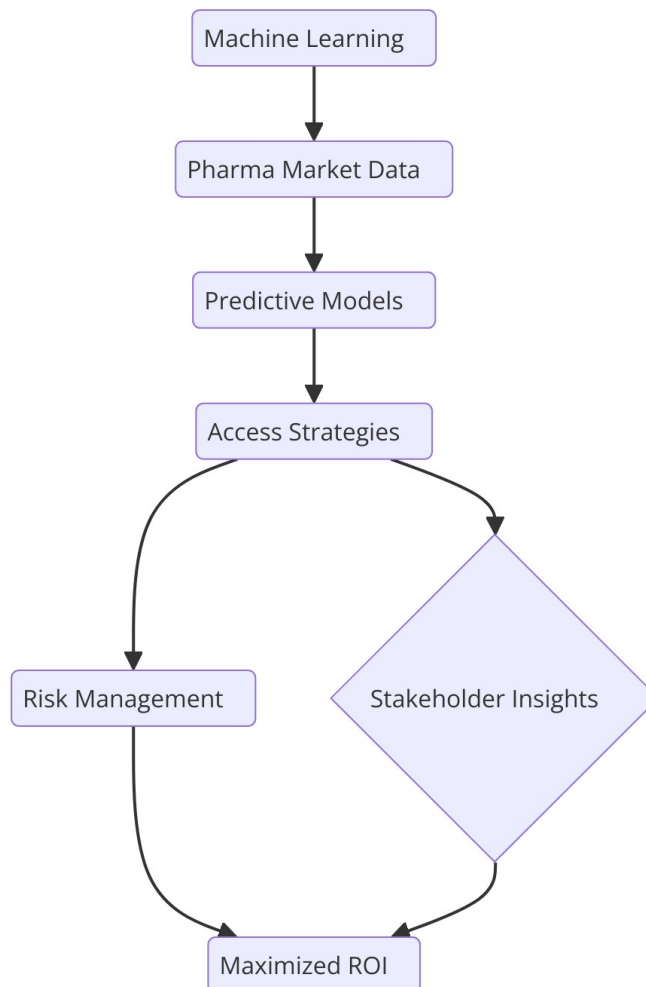 Machine Learning
Pharma Market Data
Predictive Models
Access Strategies
Risk Management
Stakeholder Insights
Maximized ROI